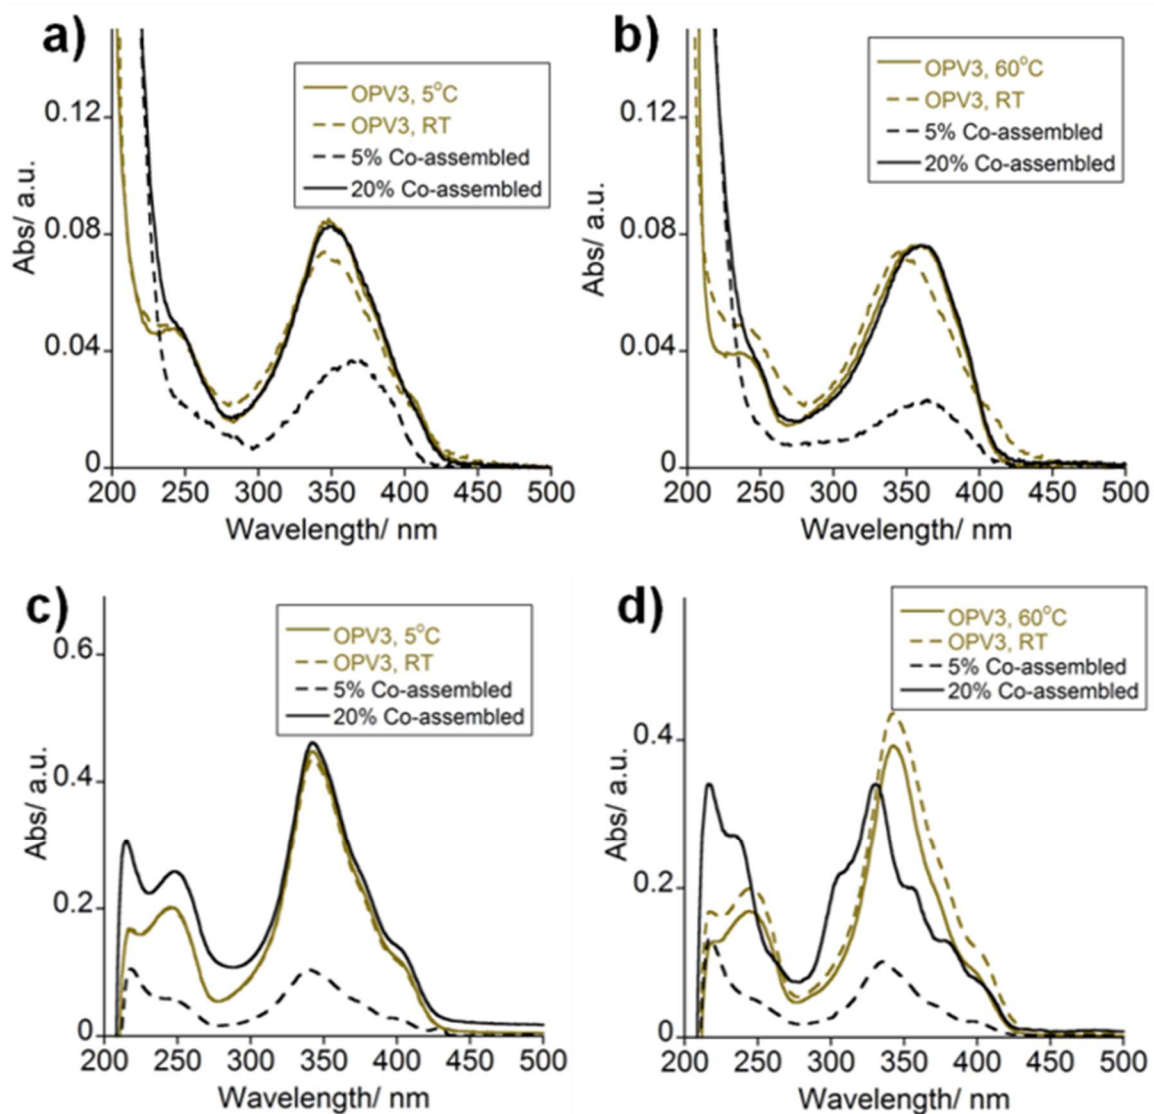 a)
OPV3, 5°C
OPV3, RT
5% Co-assembled
20% Co-assembled
0.12
0.08
0.04
0
Abs/ a.u.
200 250 300 350 400 450 500
Wavelength/ nm
b)
OPV3, 60°C
OPV3, RT
5% Co-assembled
20% Co-assembled
0.12
0.08
0.04
0
Abs/ a.u.
200 250 300 350 400 450 500
Wavelength/ nm
c)
OPV3, 5°C
OPV3, RT
5% Co-assembled
20% Co-assembled
0.6
0.4
0.2
0
Abs/ a.u.
200 250 300 350 400 450 500
Wavelength/ nm
d)
OPV3, 60°C
OPV3, RT
5% Co-assembled
20% Co-assembled
0.4
0.2
0
Abs/ a.u.
200 250 300 350 400 450 500
Wavelength/ nm